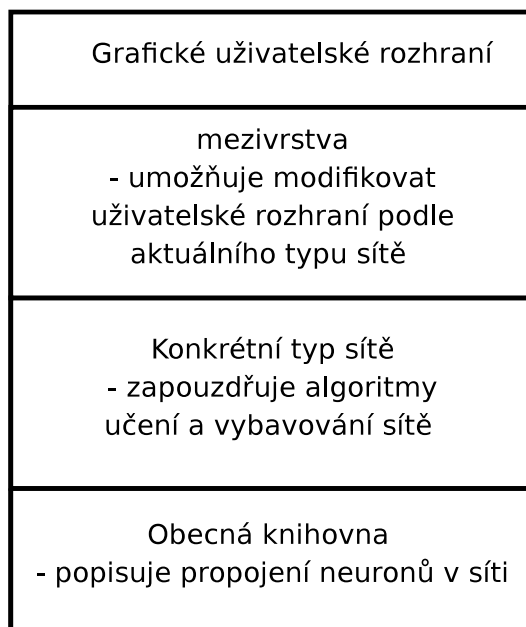 Grafické uživatelské rozhraní
mezivrstva
- umožňuje modifikovat
uživatelské rozhraní podle
aktuálního typu sítě
Konkrétní typ sítě
- zapouzdřuje algoritmy
učení a vybavování sítě
Obecná knihovna
- popisuje propojení neuronů v síti